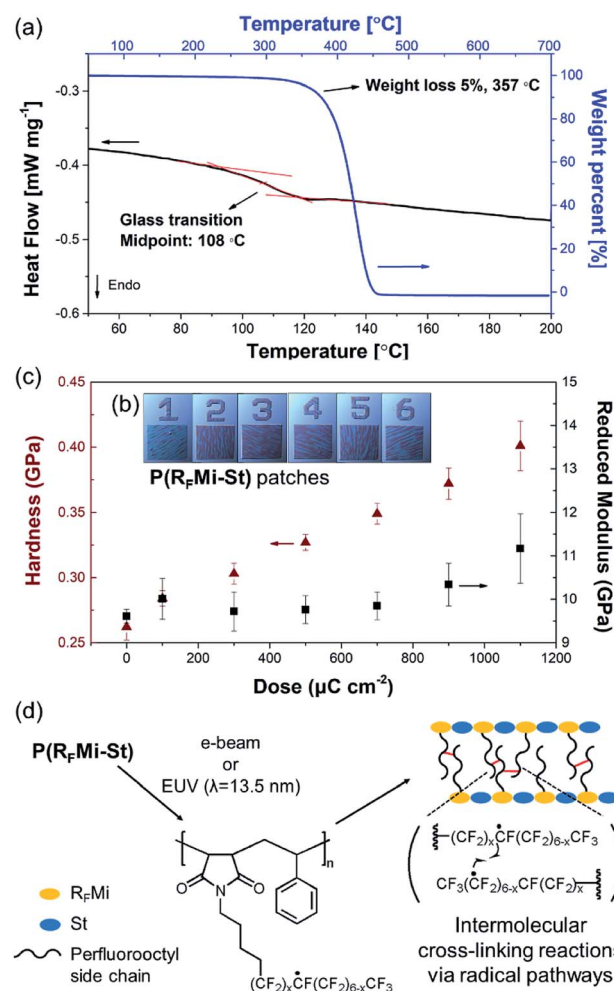 (a)
Temperature [°C]
100 200 300 400 500 600 700
-0.3
-0.4
-0.5
-0.6
Heat Flow [mW mg⁻¹]
Weight loss 5%, 357 °C
Glass transition
Midpoint: 108 °C
Endo
100
80
60
40
20
0
Weight percent [%]
60 80 100 120 140 160 180 200
Temperature [°C]
(c)
0.45
0.40
0.35
0.30
0.25
Hardness (GPa)
(b)
1 2 3 4 5 6
P(R_FMi-St) patches
15
14
13
12
11
10
9
Reduced Modulus
(GPa)
0 200 400 600 800 1000 1200
Dose (µC cm⁻²)
(d)
P(R_FMi-St)
e-beam
or
EUV (λ=13.5 nm)
n
O N O
(CF₂)ₓĊF(CF₂)₆₋ₓCF₃
R_FMi
St
Perfluorooctyl
side chain
(CF₂)ₓĊF(CF₂)₆₋ₓCF₃
CF₃(CF₂)₆₋ₓCF(CF₂)ₓ
Intermolecular
cross-linking reactions
via radical pathways